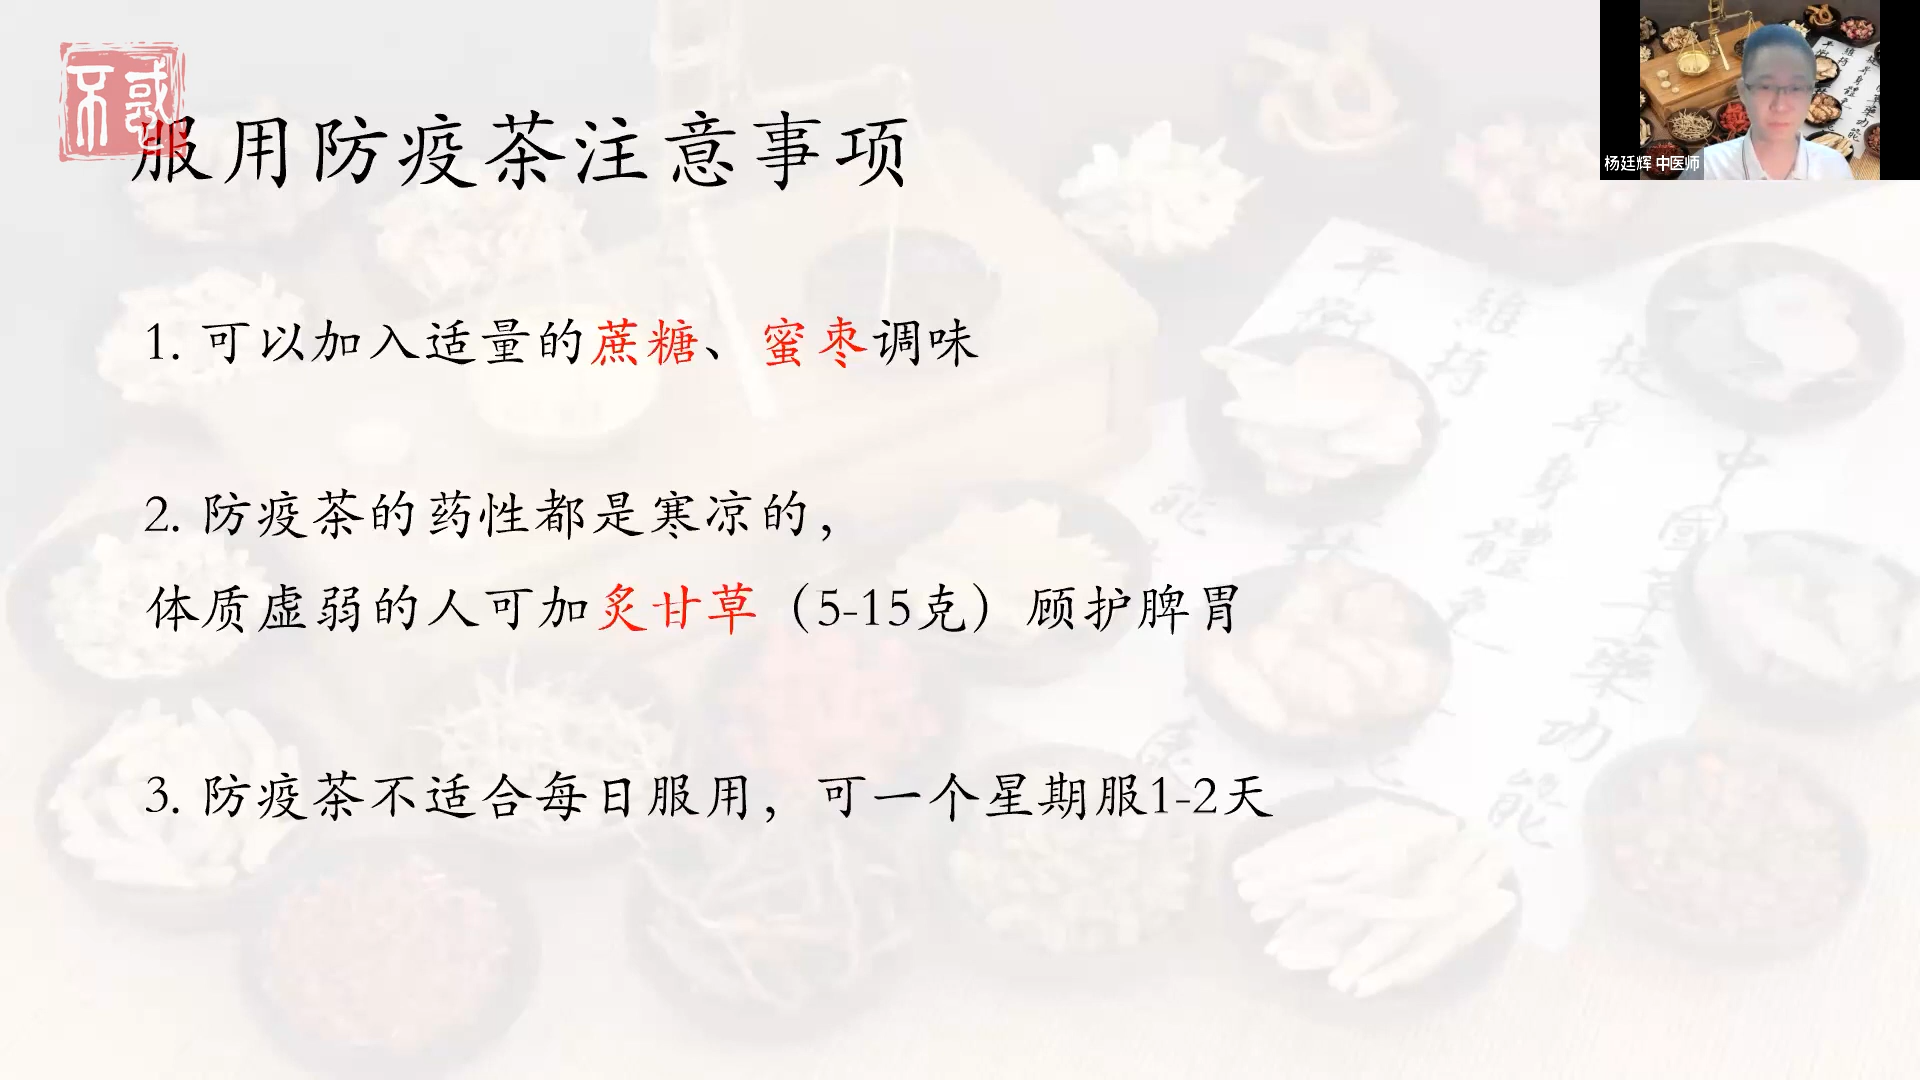 不惑
服用防疫茶注意事项
杨廷辉 中医师
1. 可以加入适量的蔗糖、蜜枣调味
2. 防疫茶的药性都是寒凉的，
体质虚弱的人可加炙甘草（5-15克）顾护脾胃
3. 防疫茶不适合每日服用，可一个星期服1-2天